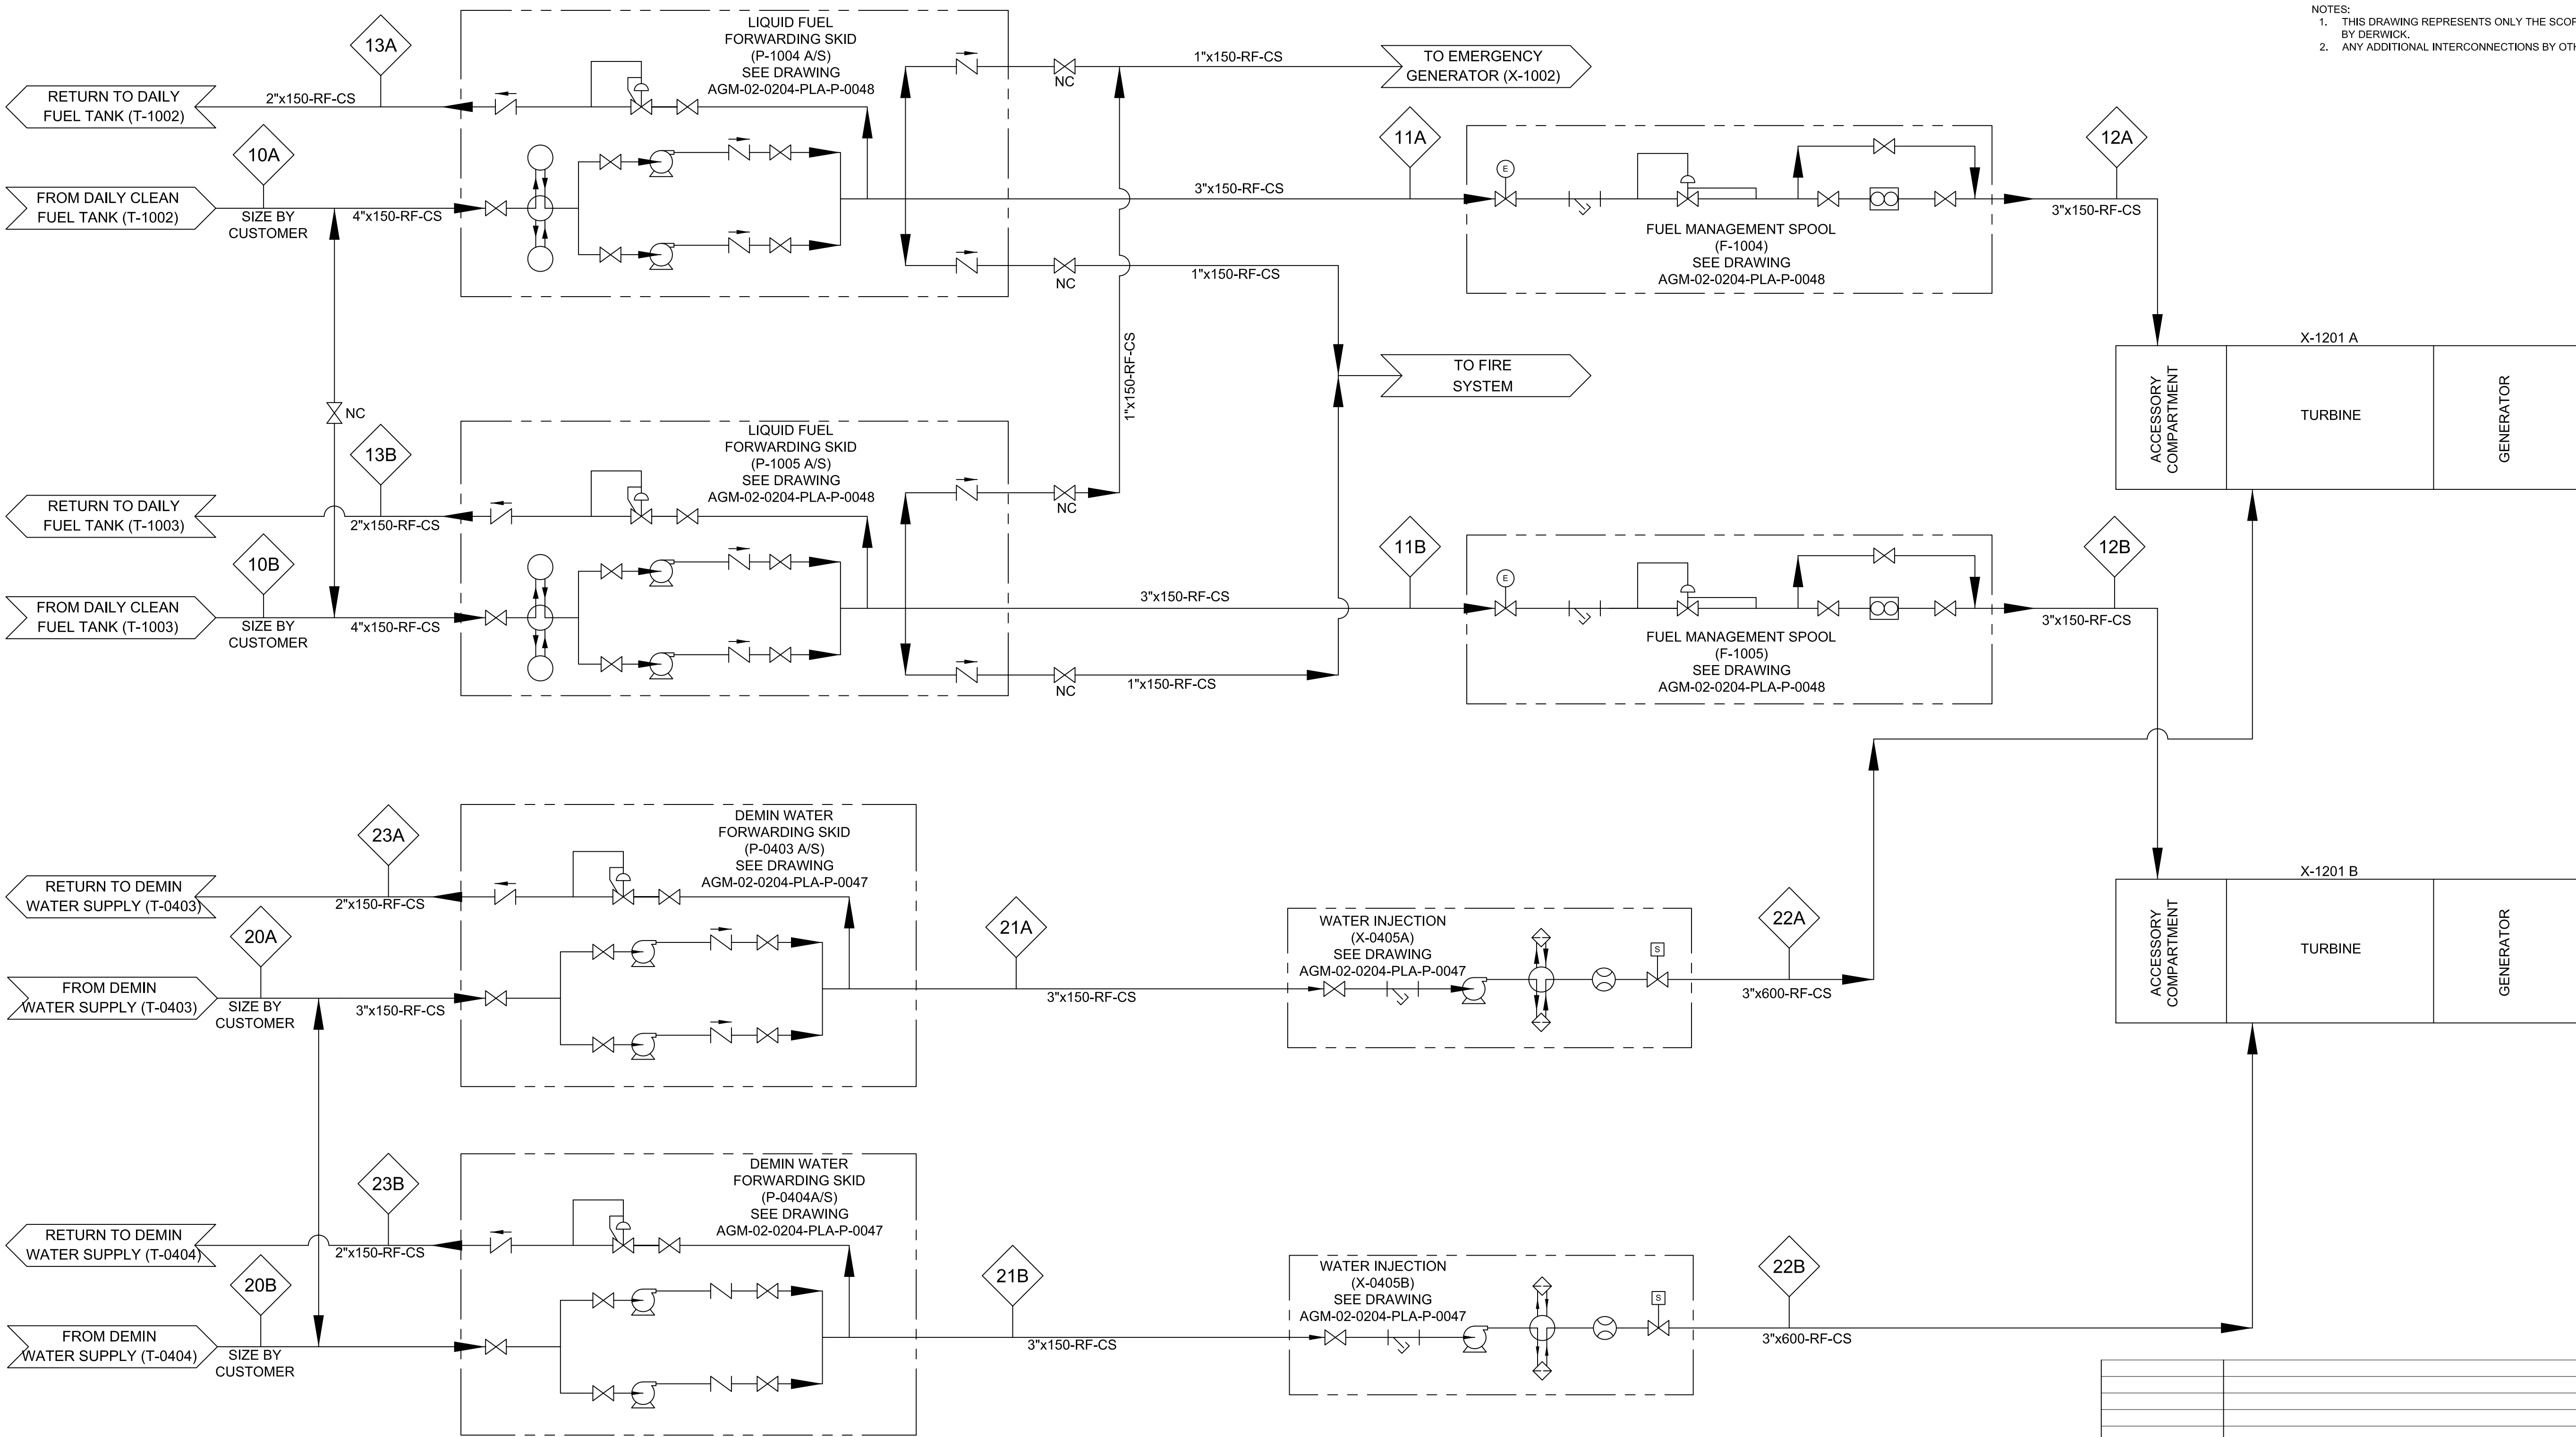 NOTES:
1. THIS DRAWING REPRESENTS ONLY THE SCOP
BY DERWICK.
2. ANY ADDITIONAL INTERCONNECTIONS BY OTH
13A
RETURN TO DAILY
FUEL TANK (T-1002)
2"x150-RF-CS
10A
FROM DAILY CLEAN
FUEL TANK (T-1002)
SIZE BY
CUSTOMER
4"x150-RF-CS
LIQUID FUEL
FORWARDING SKID
(P-1004 A/S)
SEE DRAWING
AGM-02-0204-PLA-P-0048
NC
1"x150-RF-CS
TO EMERGENCY
GENERATOR (X-1002)
11A
3"x150-RF-CS
NC
1"x150-RF-CS
E
FUEL MANAGEMENT SPOOL
(F-1004)
SEE DRAWING
AGM-02-0204-PLA-P-0048
12A
3"x150-RF-CS
1"x150-RF-CS
TO FIRE
SYSTEM
X-1201 A
ACCESSORY
COMPARTMENT
TURBINE
GENERATOR
NC
13B
RETURN TO DAILY
FUEL TANK (T-1003)
2"x150-RF-CS
10B
FROM DAILY CLEAN
FUEL TANK (T-1003)
SIZE BY
CUSTOMER
4"x150-RF-CS
LIQUID FUEL
FORWARDING SKID
(P-1005 A/S)
SEE DRAWING
AGM-02-0204-PLA-P-0048
NC
11B
3"x150-RF-CS
NC
1"x150-RF-CS
E
FUEL MANAGEMENT SPOOL
(F-1005)
SEE DRAWING
AGM-02-0204-PLA-P-0048
12B
3"x150-RF-CS
23A
RETURN TO DEMIN
WATER SUPPLY (T-0403)
2"x150-RF-CS
20A
FROM DEMIN
WATER SUPPLY (T-0403)
SIZE BY
CUSTOMER
3"x150-RF-CS
DEMIN WATER
FORWARDING SKID
(P-0403 A/S)
SEE DRAWING
AGM-02-0204-PLA-P-0047
21A
3"x150-RF-CS
WATER INJECTION
(X-0405A)
SEE DRAWING
AGM-02-0204-PLA-P-0047
S
22A
3"x600-RF-CS
X-1201 B
ACCESSORY
COMPARTMENT
TURBINE
GENERATOR
23B
RETURN TO DEMIN
WATER SUPPLY (T-0404)
2"x150-RF-CS
20B
FROM DEMIN
WATER SUPPLY (T-0404)
SIZE BY
CUSTOMER
DEMIN WATER
FORWARDING SKID
(P-0404A/S)
SEE DRAWING
AGM-02-0204-PLA-P-0047
21B
3"x150-RF-CS
WATER INJECTION
(X-0405B)
SEE DRAWING
AGM-02-0204-PLA-P-0047
S
22B
3"x600-RF-CS